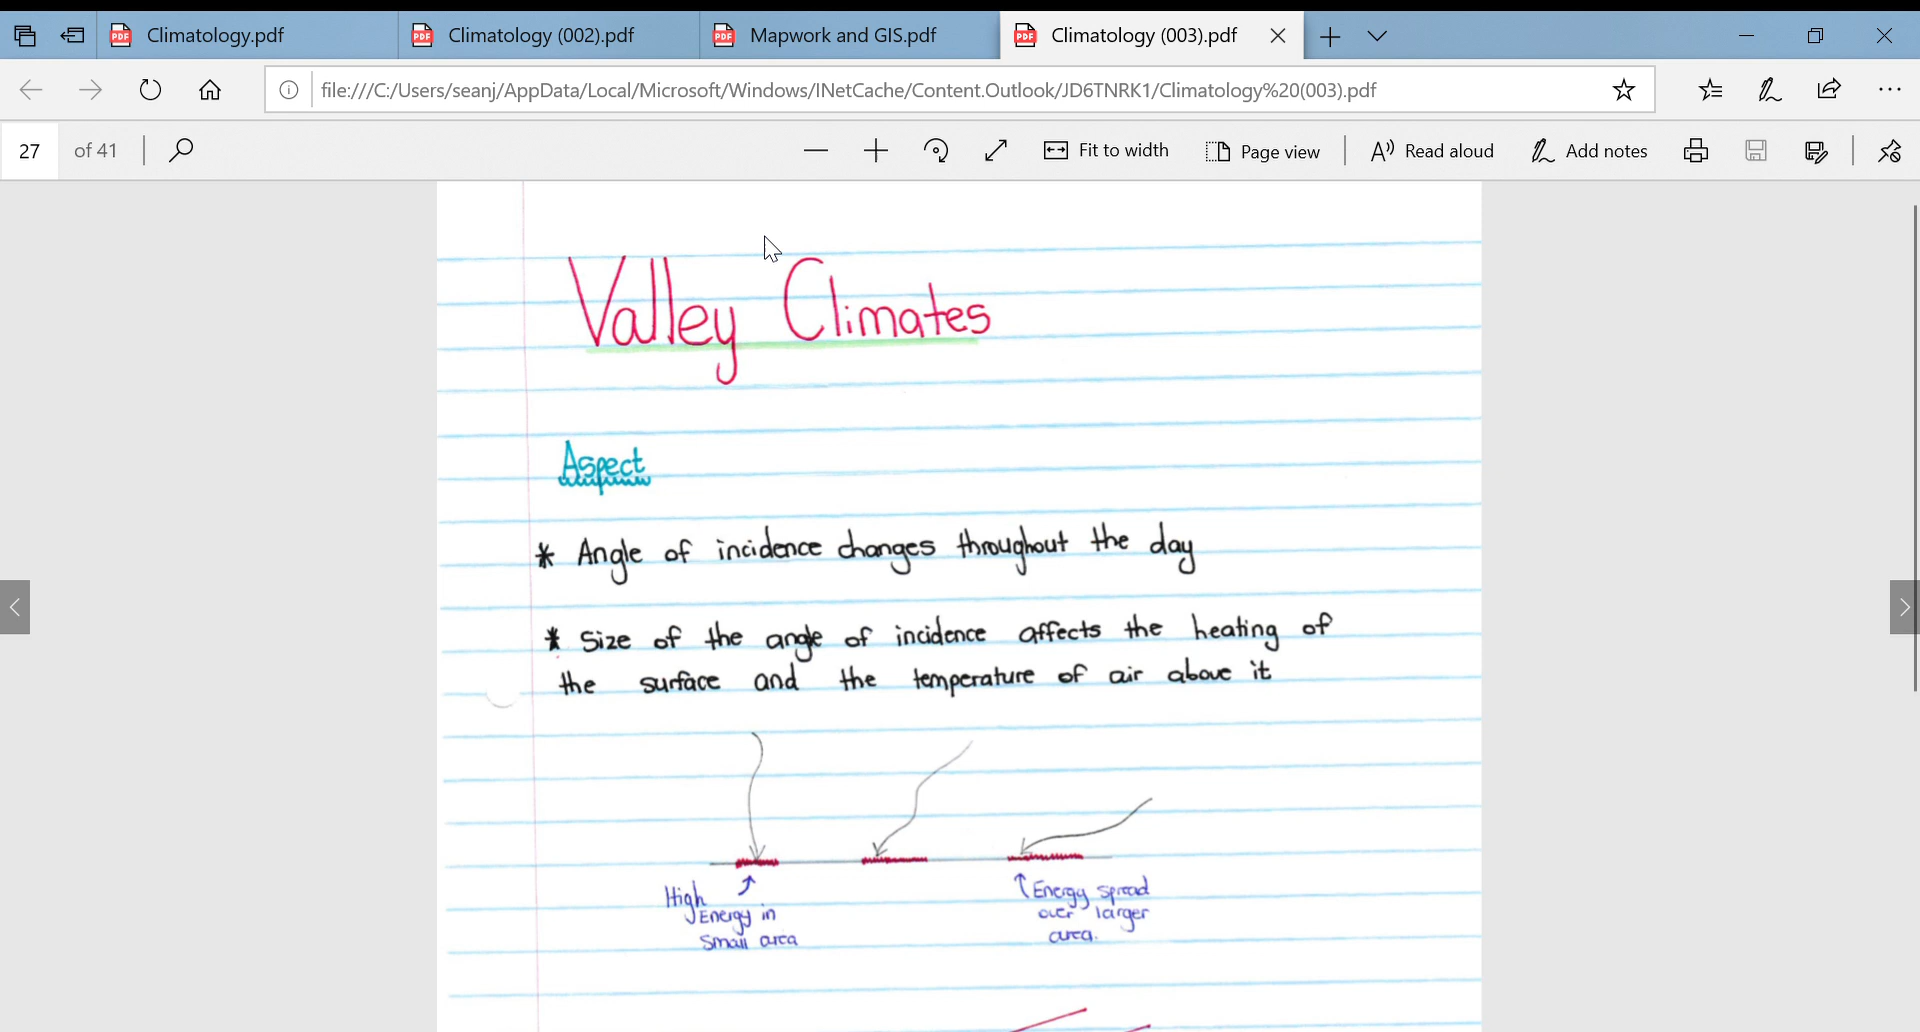 Climatology.pdf
Climatology (002).pdf
Mapwork and GIS.pdf
Climatology (003).pdf
file:///C:/Users/seanj/AppData/Local/Microsoft/Windows/INetCache/Content.Outlook/JD6TNRK1/Climatology%20(003).pdf
27 of 41
Fit to width
Page view
Read aloud
Add notes
Valley Climates
Aspect
* Angle of incidence changes throughout the day
* Size of the angle of incidence affects the heating of
the surface and the temperature of air above it
High
Energy in
small area
Energy spread
over larger
area.